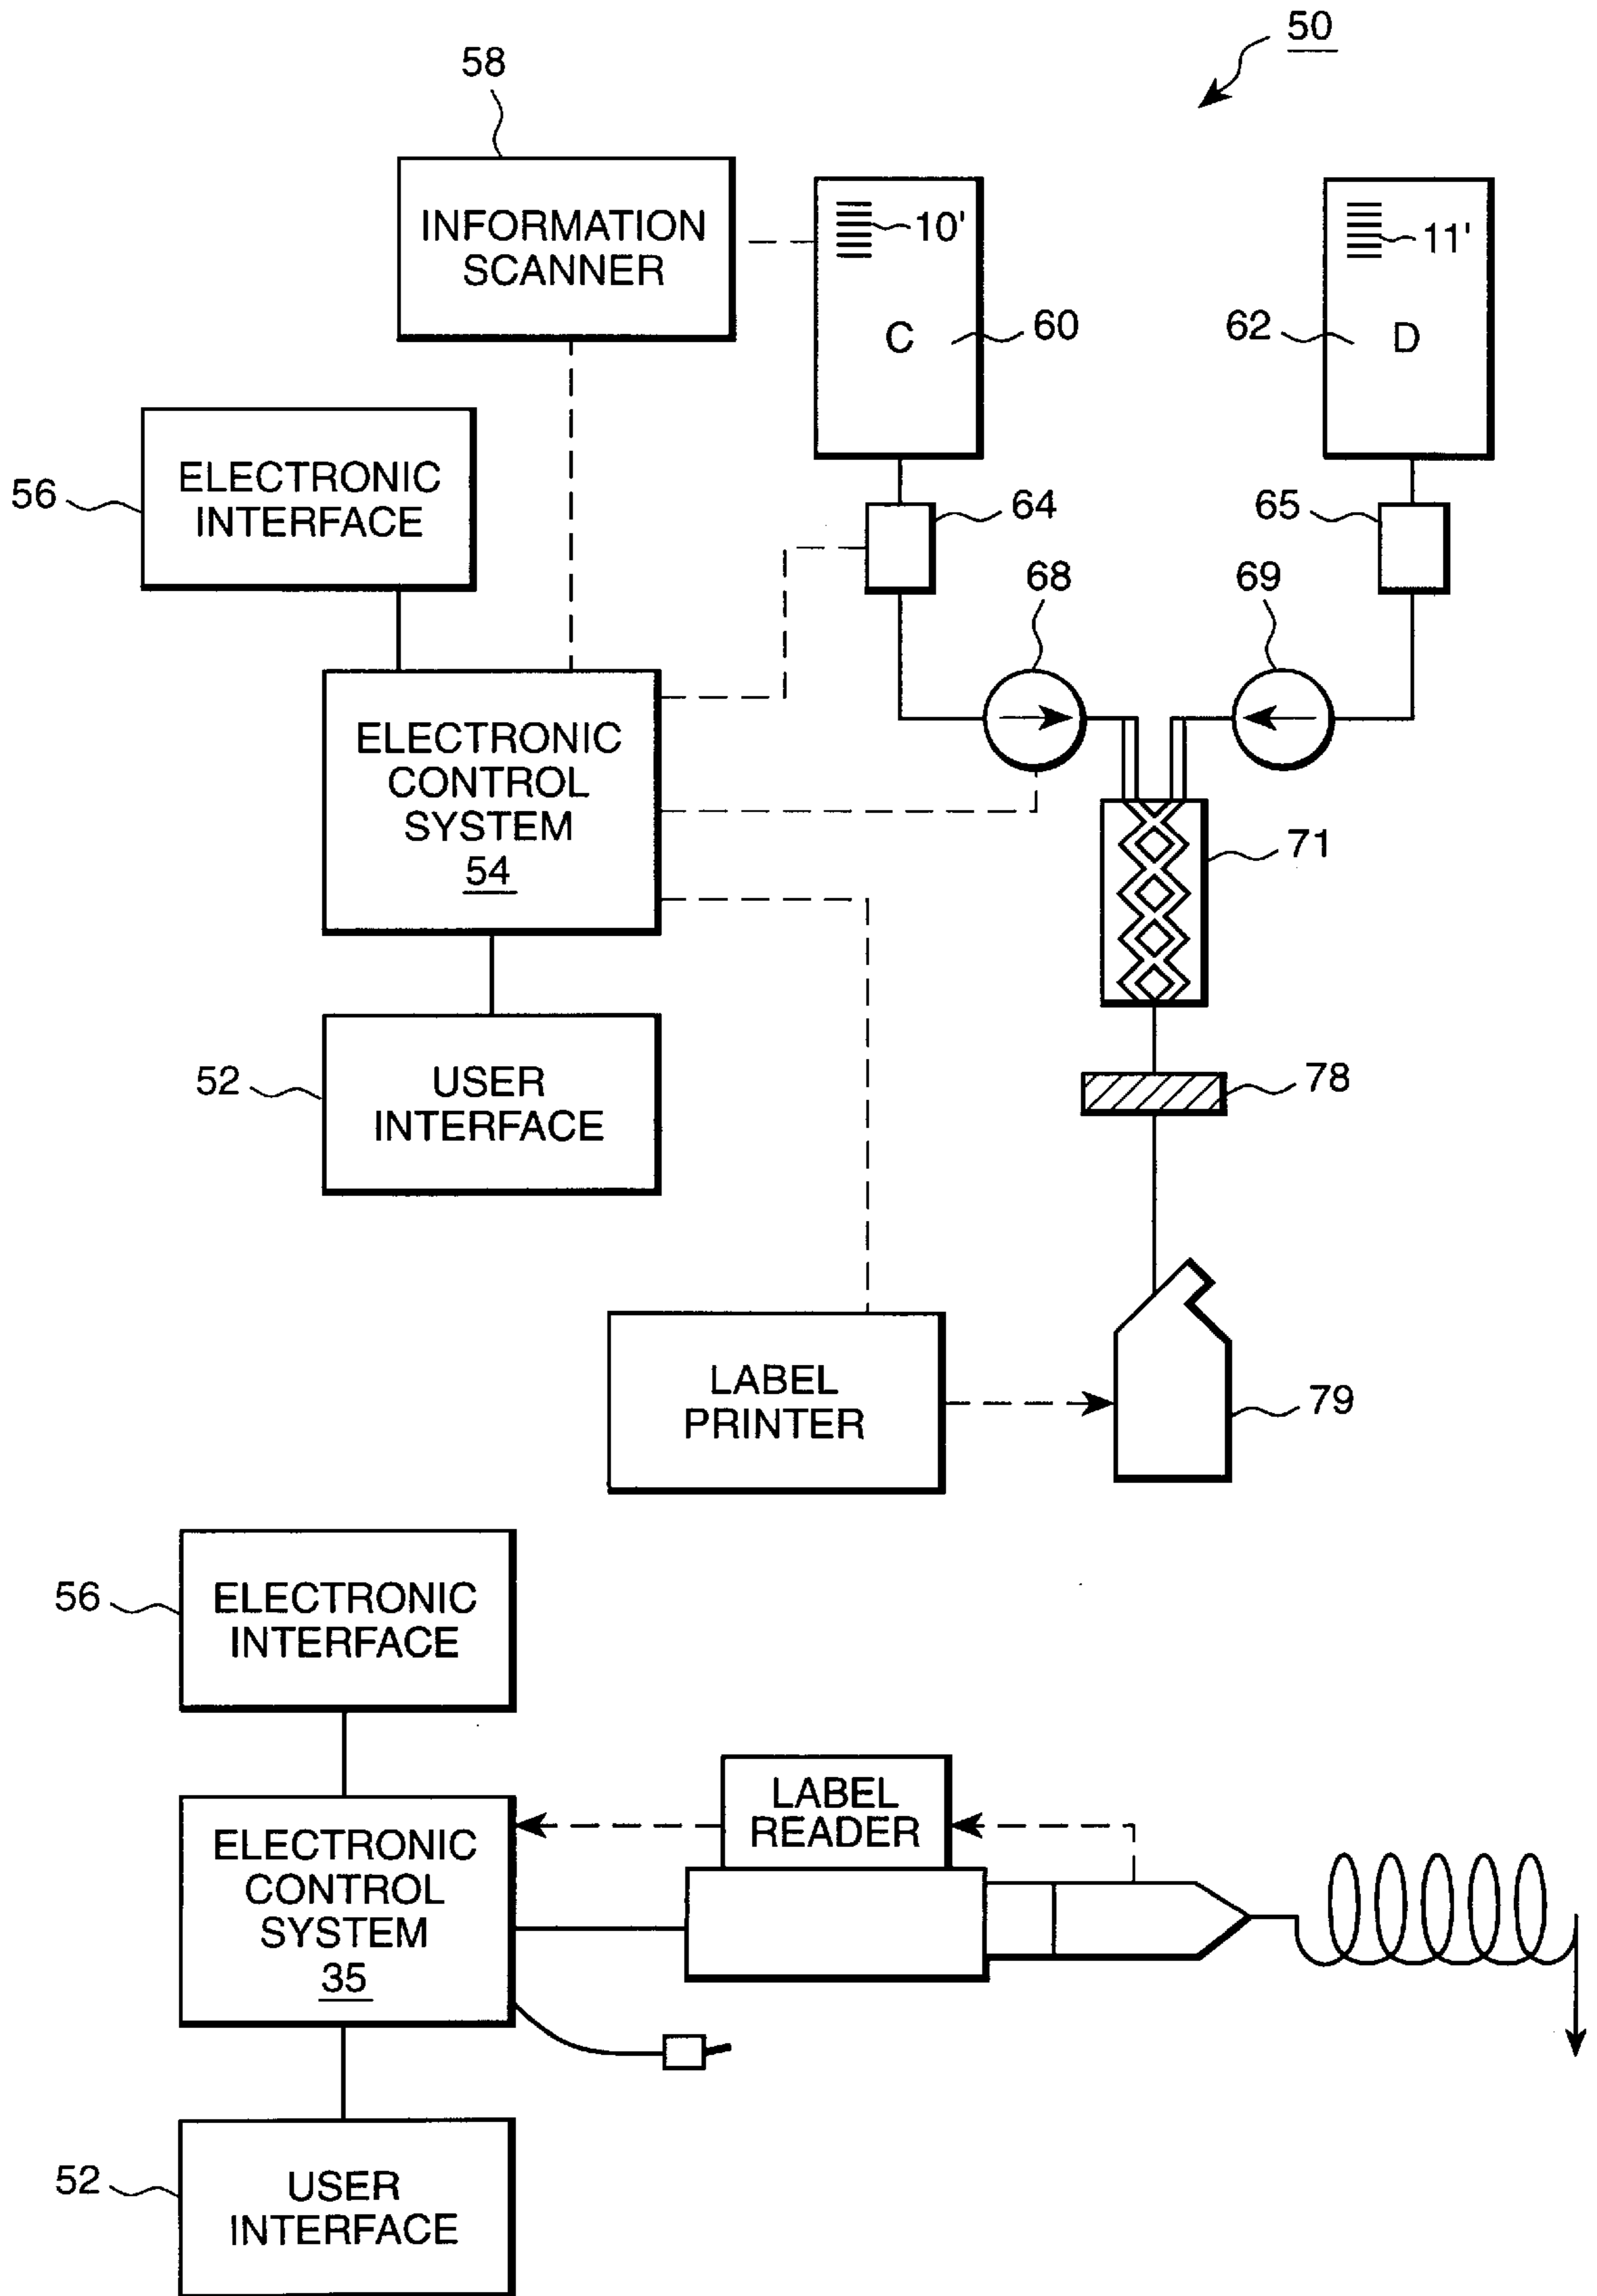 50
58
INFORMATION
SCANNER
10'
11'
C
60
62
D
56
ELECTRONIC
INTERFACE
64
65
68
69
ELECTRONIC
CONTROL
SYSTEM
54
71
52
USER
INTERFACE
78
LABEL
PRINTER
79
56
ELECTRONIC
INTERFACE
LABEL
READER
ELECTRONIC
CONTROL
SYSTEM
35
52
USER
INTERFACE